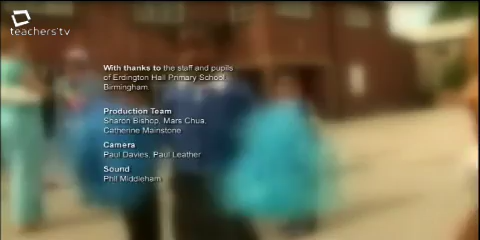 teachers'tv
With thanks to the staff and pupils
of Erdington Hall Primary School,
Birmingham
Production Team
Sharon Bishop, Mars Chua,
Catherine Mainstone
Camera
Paul Davies, Paul Leather
Sound
Phil Middleham